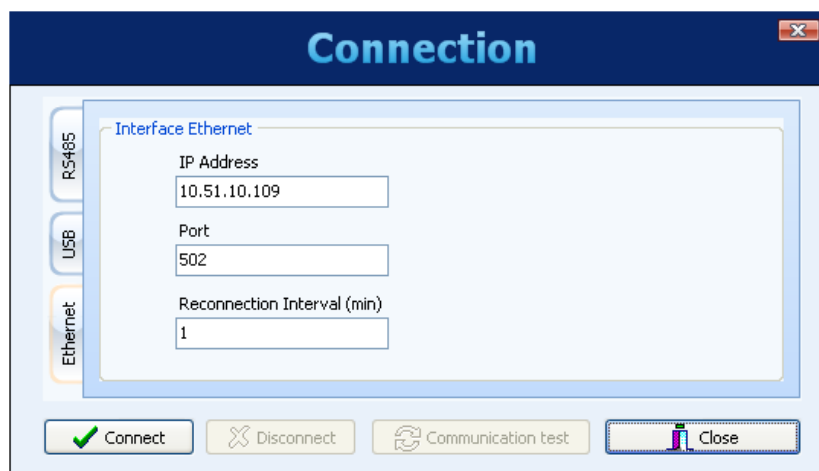 Connection
RS485
USB
Ethernet
Interface Ethernet
IP Address
10.51.10.109
Port
502
Reconnection Interval (min)
1
Connect
Disconnect
Communication test
Close